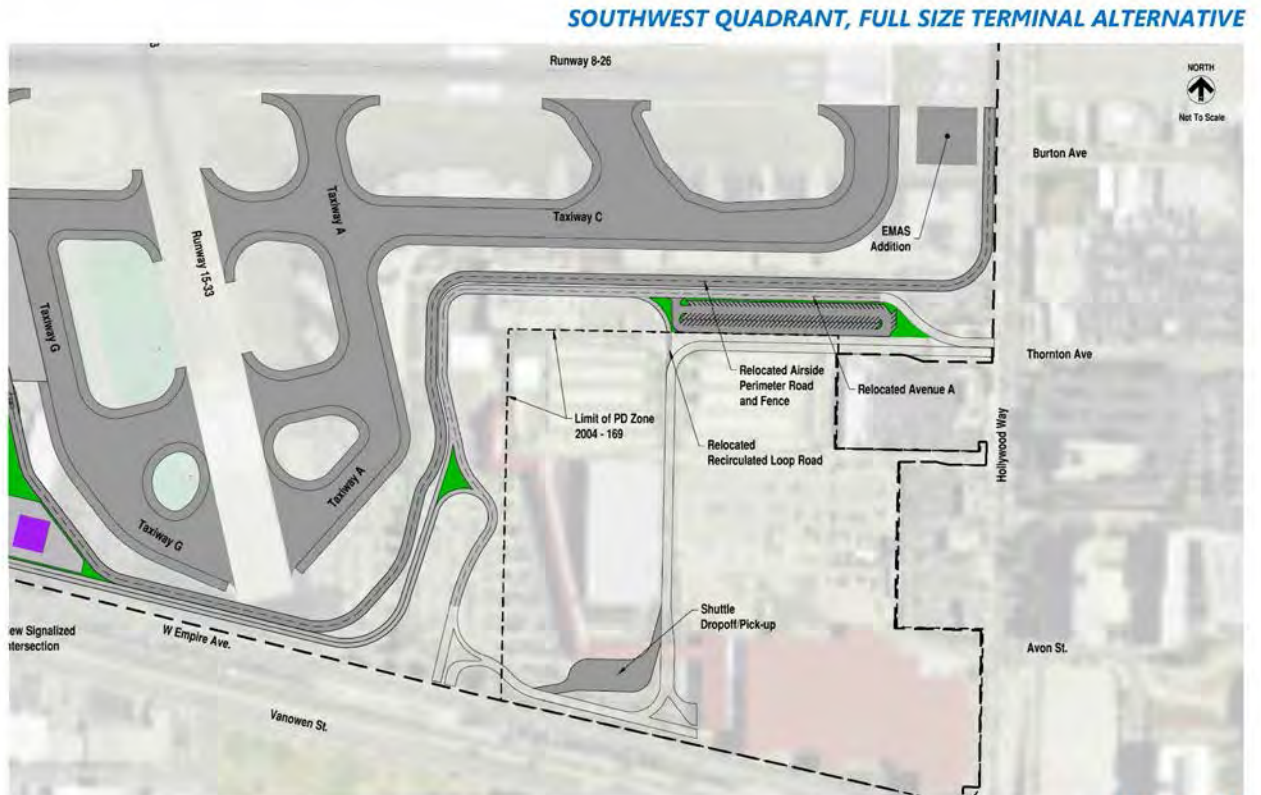 SOUTHWEST QUADRANT, FULL SIZE TERMINAL ALTERNATIVE
Runway 8-26
NORTH
Not To Scale
Burton Ave
Taxiway A
Taxiway C
EMAS
Addition
Runway 15-33
Taxiway G
Thornton Ave
Relocated Airside
Perimeter Road
and Fence
Relocated Avenue A
Limit of PD Zone
2004 - 169
Relocated
Recirculated Loop Road
Hollywood Way
Taxiway A
Taxiway G
Shuttle
Dropoff/Pick-up
ew Signalized
ntersection
W Empire Ave.
Avon St.
Vanowen St.